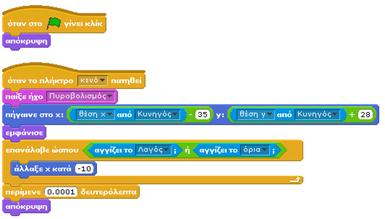 όταν στο γίνει κλίκ
απόκρυψη
όταν το πλήκτρο κενό πατηθεί
παίξε ήχο Πυροβολισμός
πήγαινε στο x: θέση x από Κυνηγός - 35 y: θέση y από Κυνηγός + 28
εμφάνισε
επανάλαβε ώσπου αγγίζει το Λαγός ; ή αγγίζει το όρια ;
άλλαξε x κατά -10
περίμενε 0.0001 δευτερόλεπτα
απόκρυψη